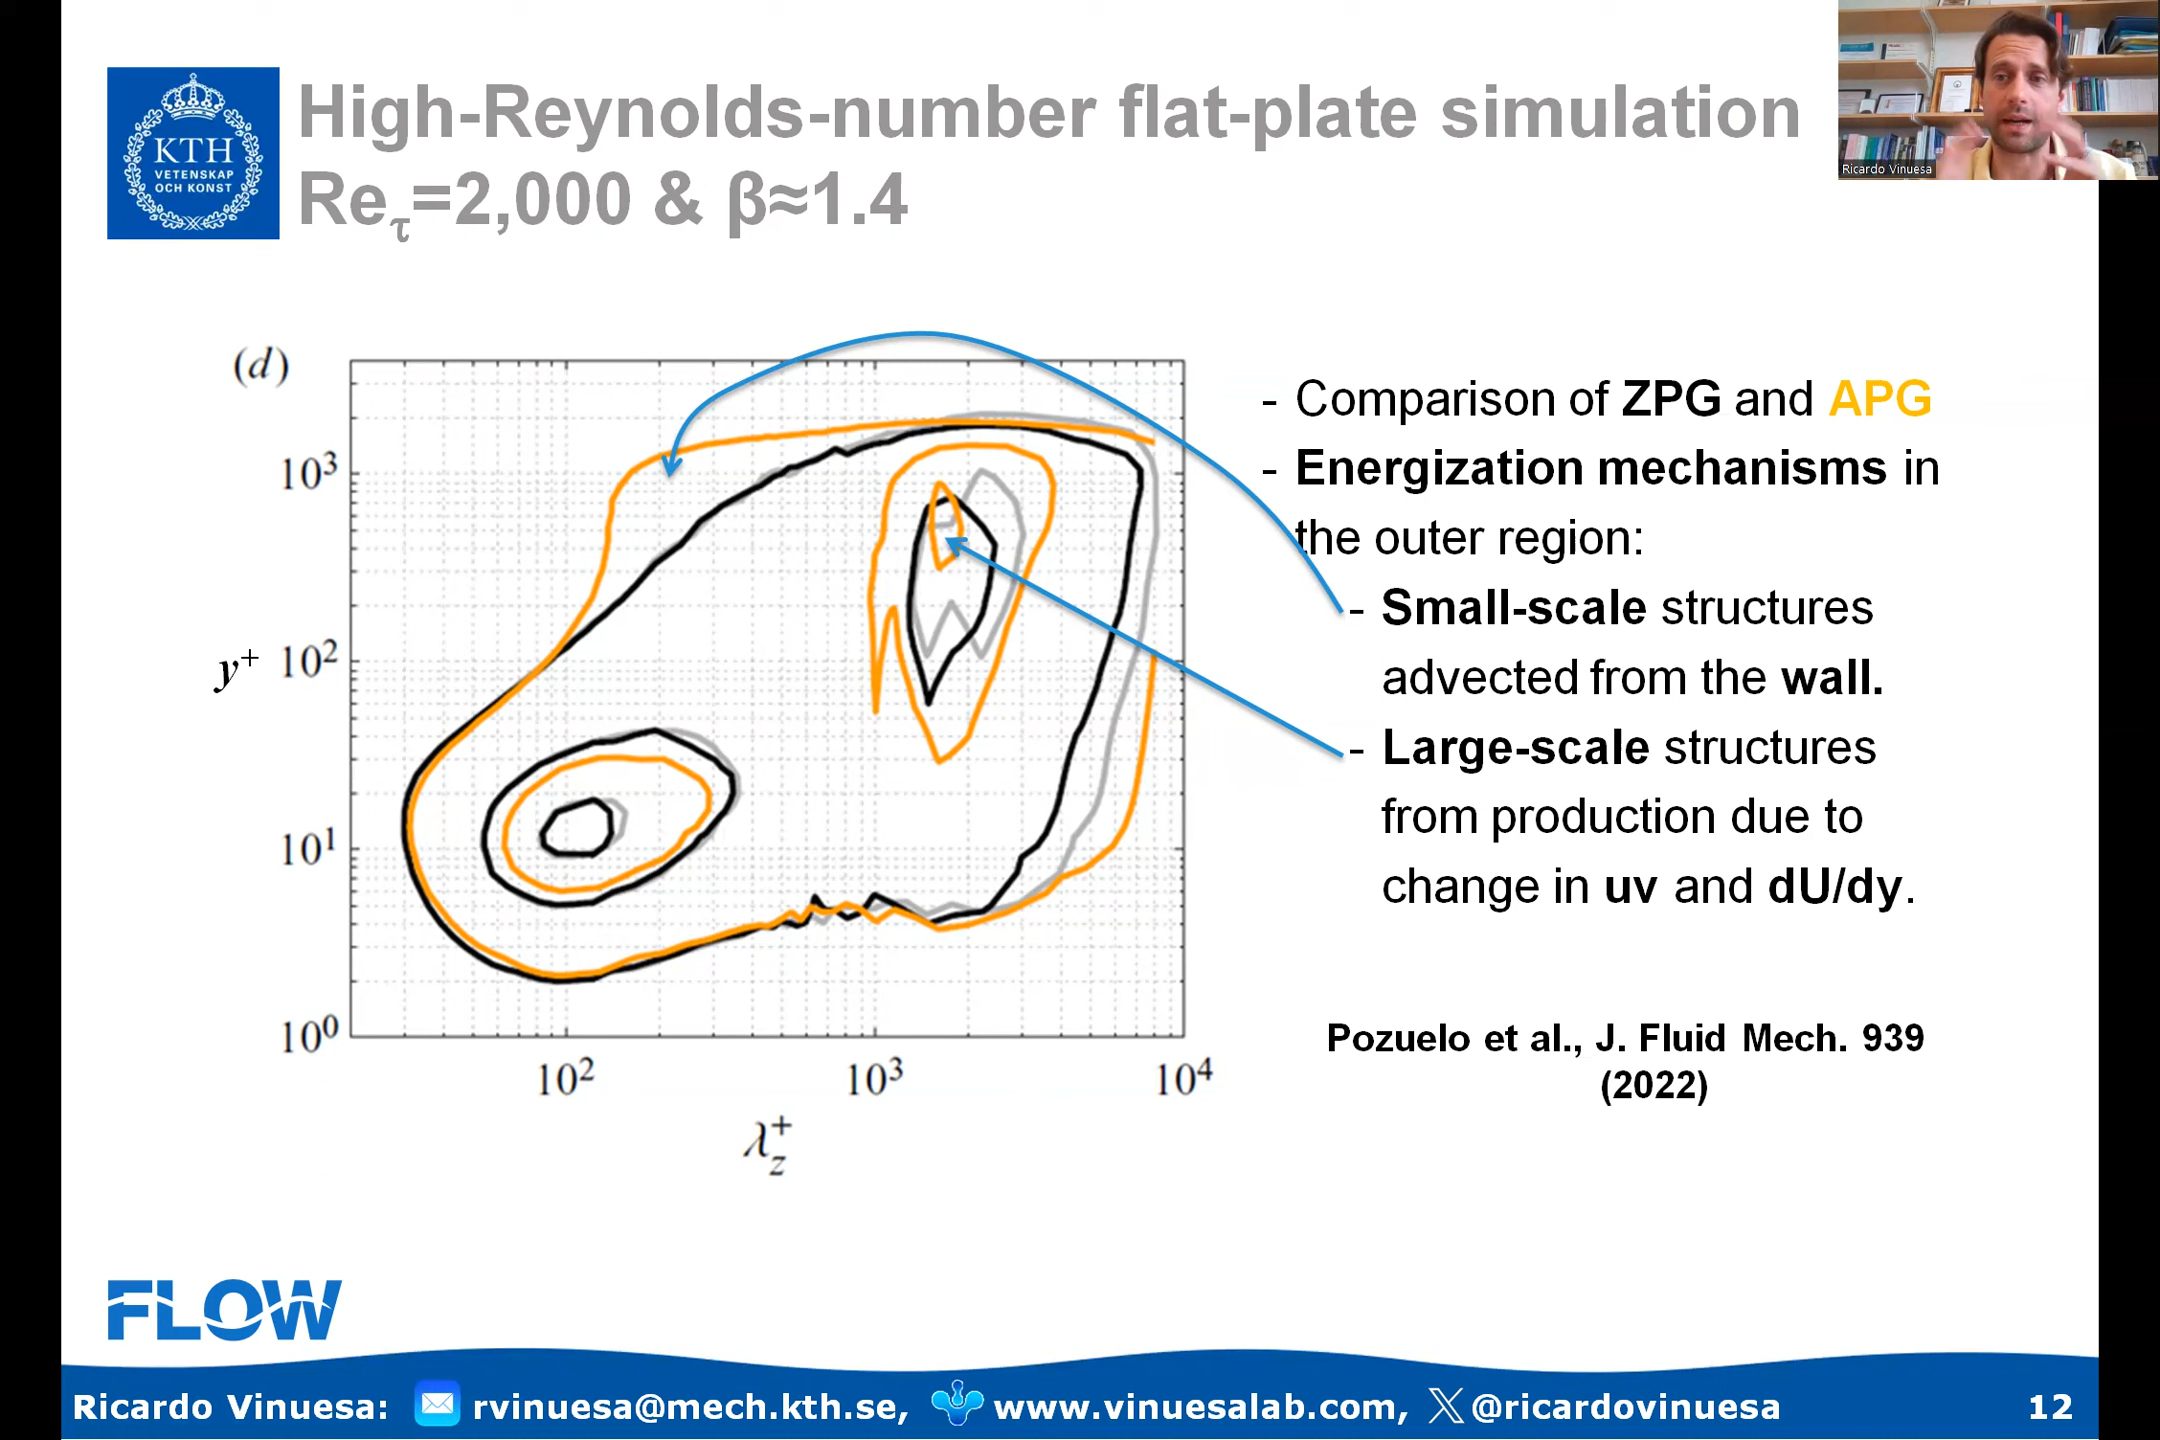 High-Reynolds-number flat-plate simulation
Reτ=2,000 & β≈1.4
KTH
VETENSKAP
OCH KONST
Ricardo Vinuesa
(d)
10³
10²
10¹
10⁰
y⁺
10²
10³
10⁴
λz⁺
- Comparison of ZPG and APG
- Energization mechanisms in
the outer region:
- Small-scale structures
advected from the wall.
- Large-scale structures
from production due to
change in uv and dU/dy.
Pozuelo et al., J. Fluid Mech. 939
(2022)
FLOW
Ricardo Vinuesa: rvinuesa@mech.kth.se, www.vinuesalab.com, @ricardovinuesa 12